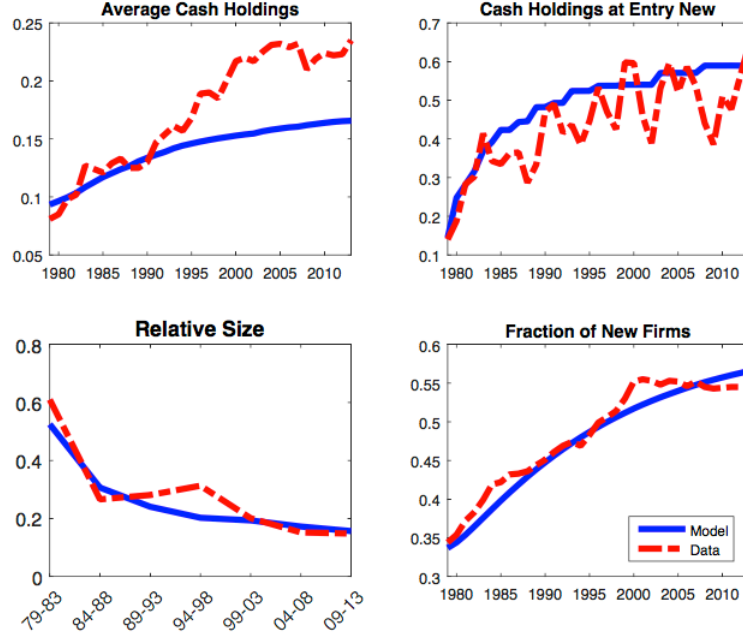 Average Cash Holdings
0.25
0.2
0.15
0.1
0.05
1980 1985 1990 1995 2000 2005 2010
Cash Holdings at Entry New
0.7
0.6
0.5
0.4
0.3
0.2
0.1
1980 1985 1990 1995 2000 2005 2010
Relative Size
0.8
0.6
0.4
0.2
0
79-83 84-88 89-93 94-98 99-03 04-08 09-13
Fraction of New Firms
0.6
0.55
0.5
0.45
0.4
0.35
0.3
1980 1985 1990 1995 2000 2005 2010
Model
Data